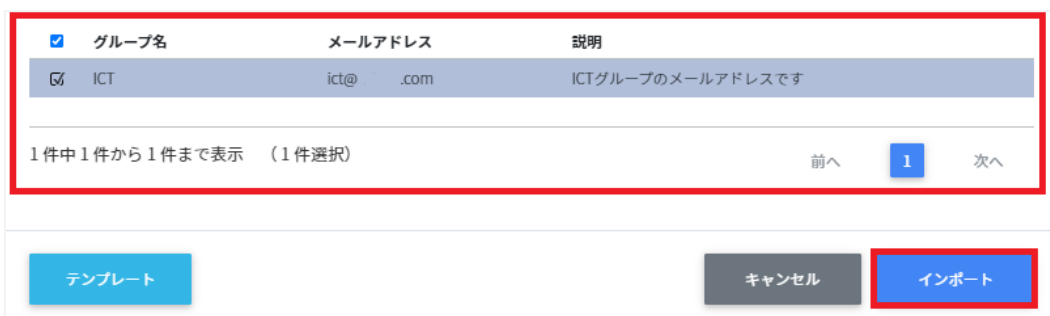 グループ名 メールアドレス 説明
ICT ict@ .com ICTグループのメールアドレスです
1件中1件から1件まで表示 (1件選択)
前へ 1 次へ
テンプレート キャンセル インポート